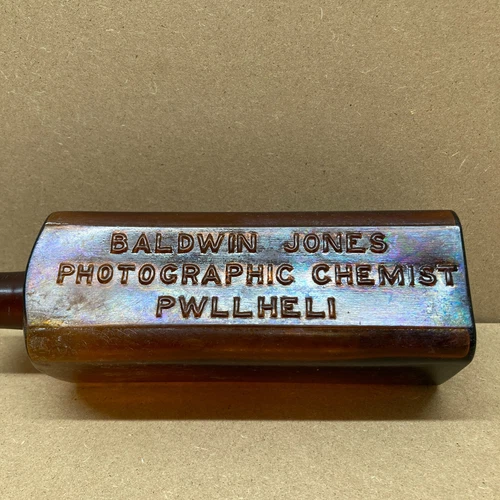 BALDWIN JONES
PHOTOGRAPHIC CHEMIST
PWLLHELI